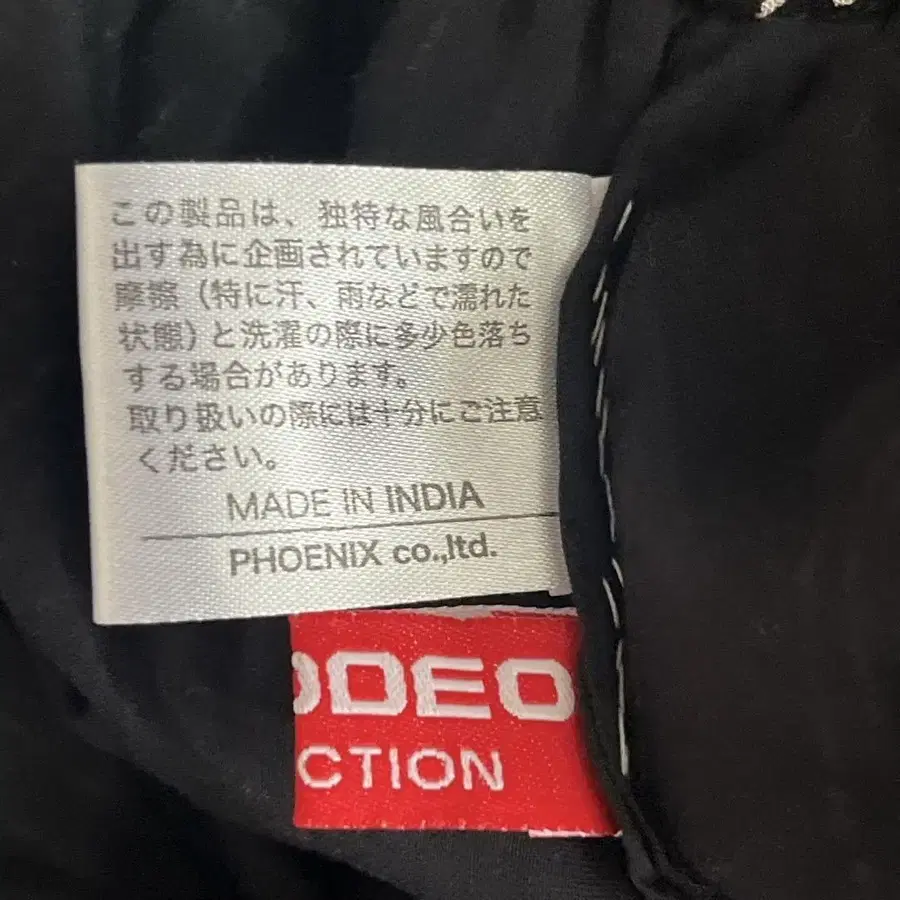 この製品は、独特な風合いを
出す為に企画されていますので
摩擦（特に汗、雨などで濡れた
状態）と洗濯の際に多少色落ち
する場合があります。
取り扱いの際には十分にご注意
ください。
MADE IN INDIA
PHOENIX co.,ltd.
ODEO
CTION